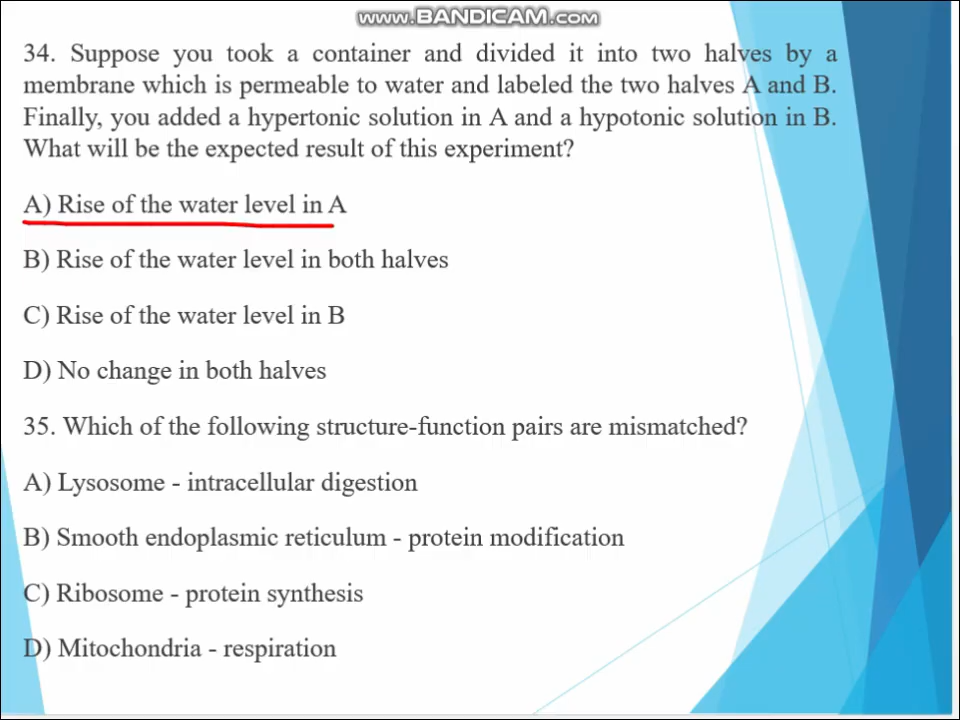 www.BANDICAM.com
34. Suppose you took a container and divided it into two halves by a
membrane which is permeable to water and labeled the two halves A and B.
Finally, you added a hypertonic solution in A and a hypotonic solution in B.
What will be the expected result of this experiment?
A) Rise of the water level in A
B) Rise of the water level in both halves
C) Rise of the water level in B
D) No change in both halves
35. Which of the following structure-function pairs are mismatched?
A) Lysosome - intracellular digestion
B) Smooth endoplasmic reticulum - protein modification
C) Ribosome - protein synthesis
D) Mitochondria - respiration